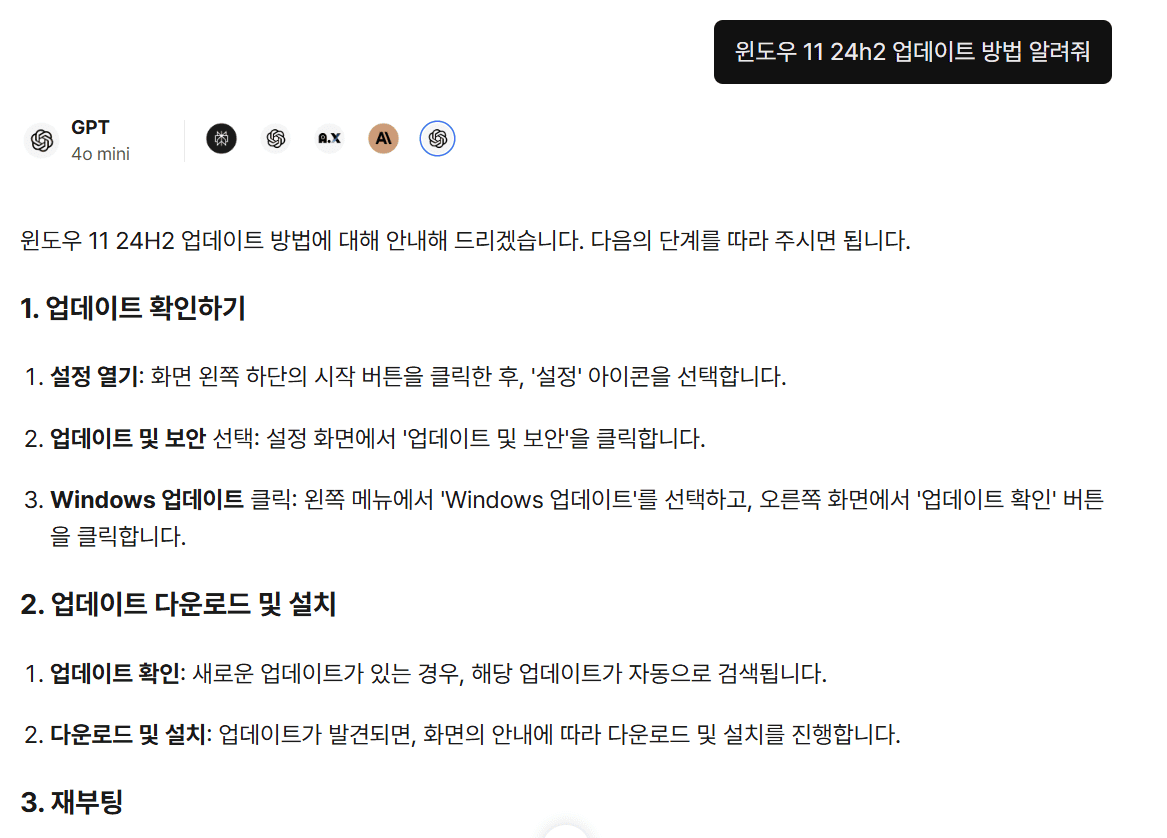 윈도우 11 24h2 업데이트 방법 알려줘
GPT
4o mini
A.X
AI
윈도우 11 24H2 업데이트 방법에 대해 안내해 드리겠습니다. 다음의 단계를 따라 주시면 됩니다.
1. 업데이트 확인하기
1. 설정 열기: 화면 왼쪽 하단의 시작 버튼을 클릭한 후, '설정' 아이콘을 선택합니다.
2. 업데이트 및 보안 선택: 설정 화면에서 '업데이트 및 보안'을 클릭합니다.
3. Windows 업데이트 클릭: 왼쪽 메뉴에서 'Windows 업데이트'를 선택하고, 오른쪽 화면에서 '업데이트 확인' 버튼
을 클릭합니다.
2. 업데이트 다운로드 및 설치
1. 업데이트 확인: 새로운 업데이트가 있는 경우, 해당 업데이트가 자동으로 검색됩니다.
2. 다운로드 및 설치: 업데이트가 발견되면, 화면의 안내에 따라 다운로드 및 설치를 진행합니다.
3. 재부팅